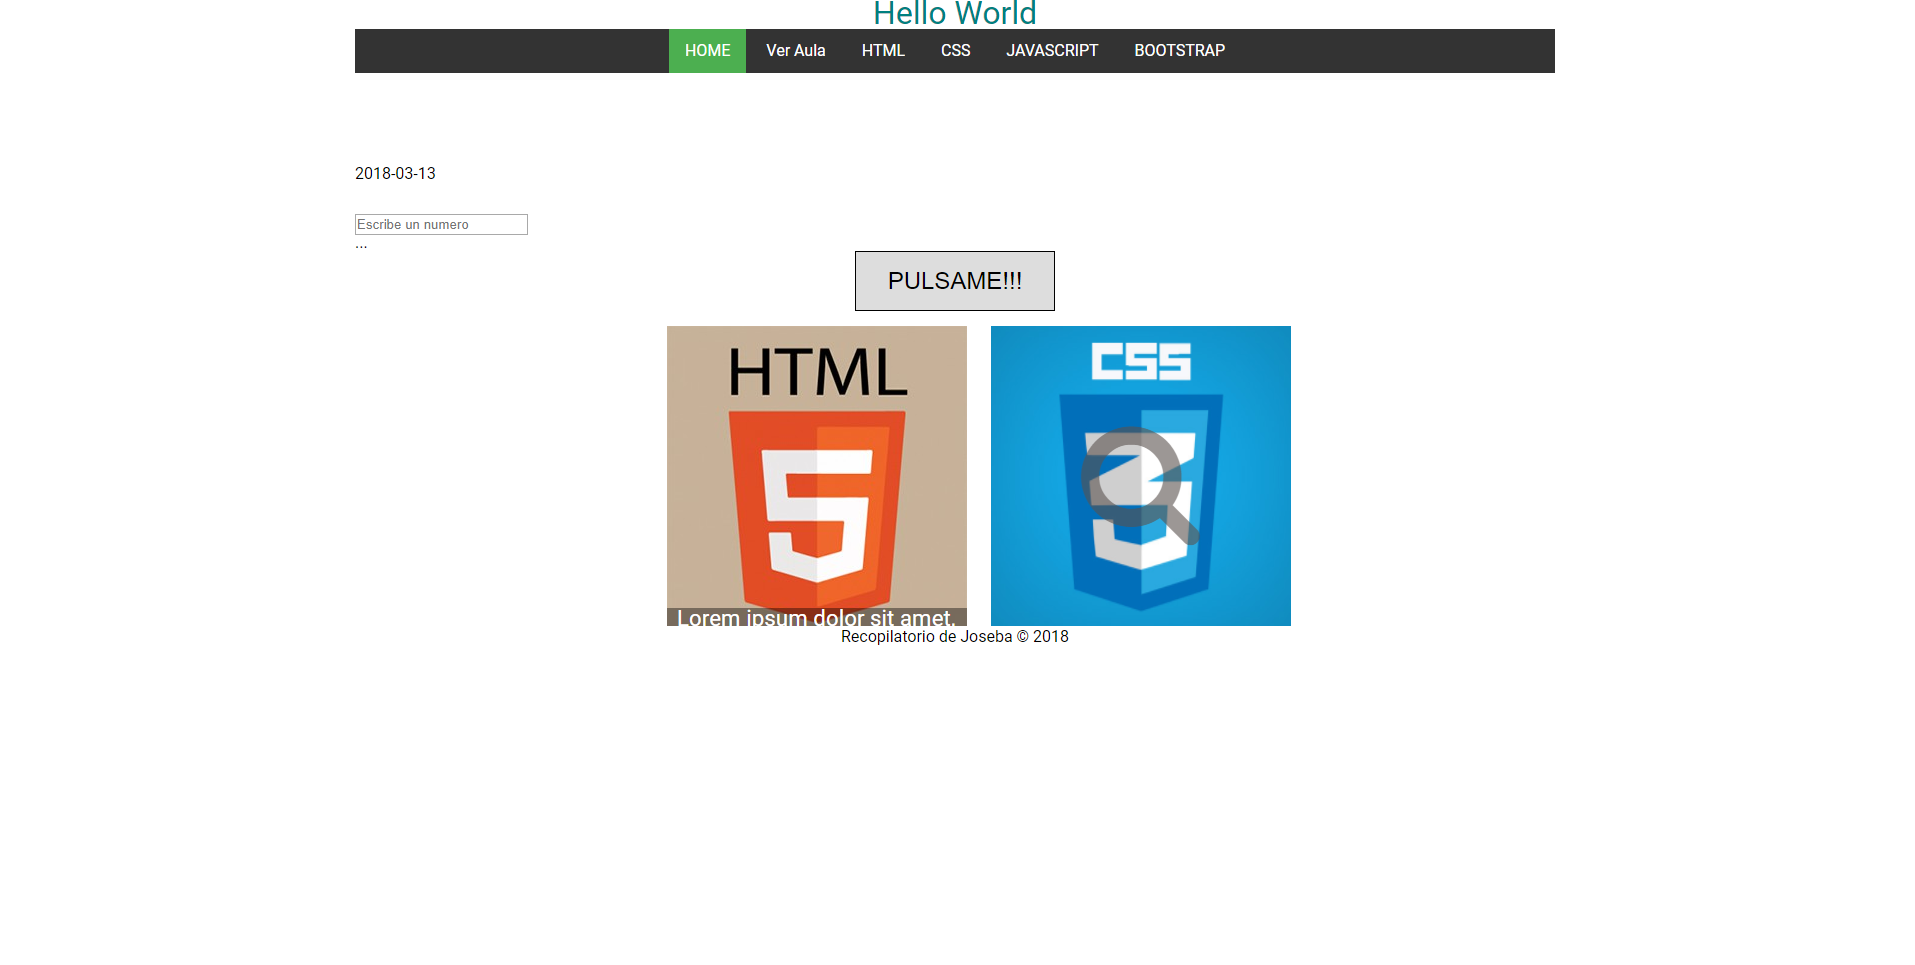 Hello World
HOME Ver Aula HTML CSS JAVASCRIPT BOOTSTRAP
2018-03-13
Escribe un numero
...
PULSAME!!!
HTML CSS
5 3
Lorem ipsum dolor sit amet.
Recopilatorio de Joseba © 2018